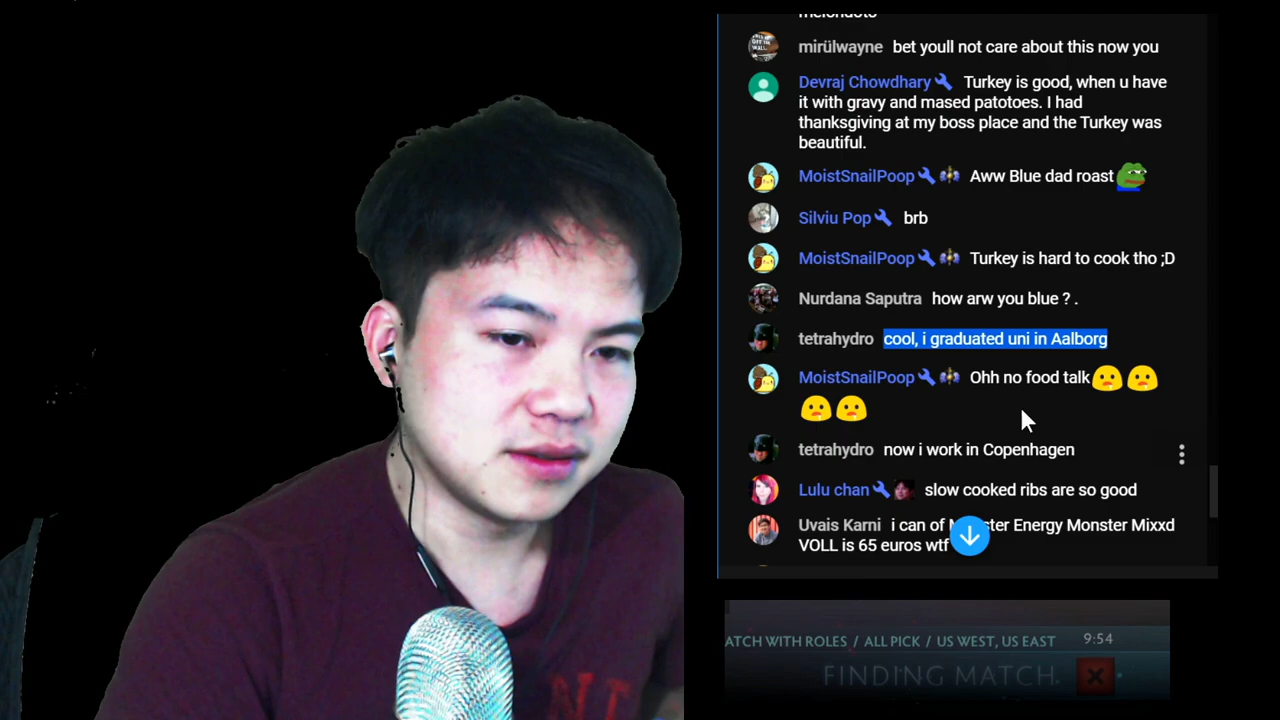 mirülwayne bet youll not care about this now you
Devraj Chowdhary Turkey is good, when u have
it with gravy and mased patotoes. I had
thanksgiving at my boss place and the Turkey was
beautiful.
MoistSnailPoop Aww Blue dad roast
Silviu Pop brb
MoistSnailPoop Turkey is hard to cook tho ;D
Nurdana Saputra how arw you blue ? .
tetrahydro cool, i graduated uni in Aalborg
MoistSnailPoop Ohh no food talk
tetrahydro now i work in Copenhagen
Lulu chan slow cooked ribs are so good
Uvais Karni i can of Energy Monster Mixxd
VOLL is 65 euros wtf
ATCH WITH ROLES / ALL PICK / US WEST, US EAST 9:54
FINDING MATCH